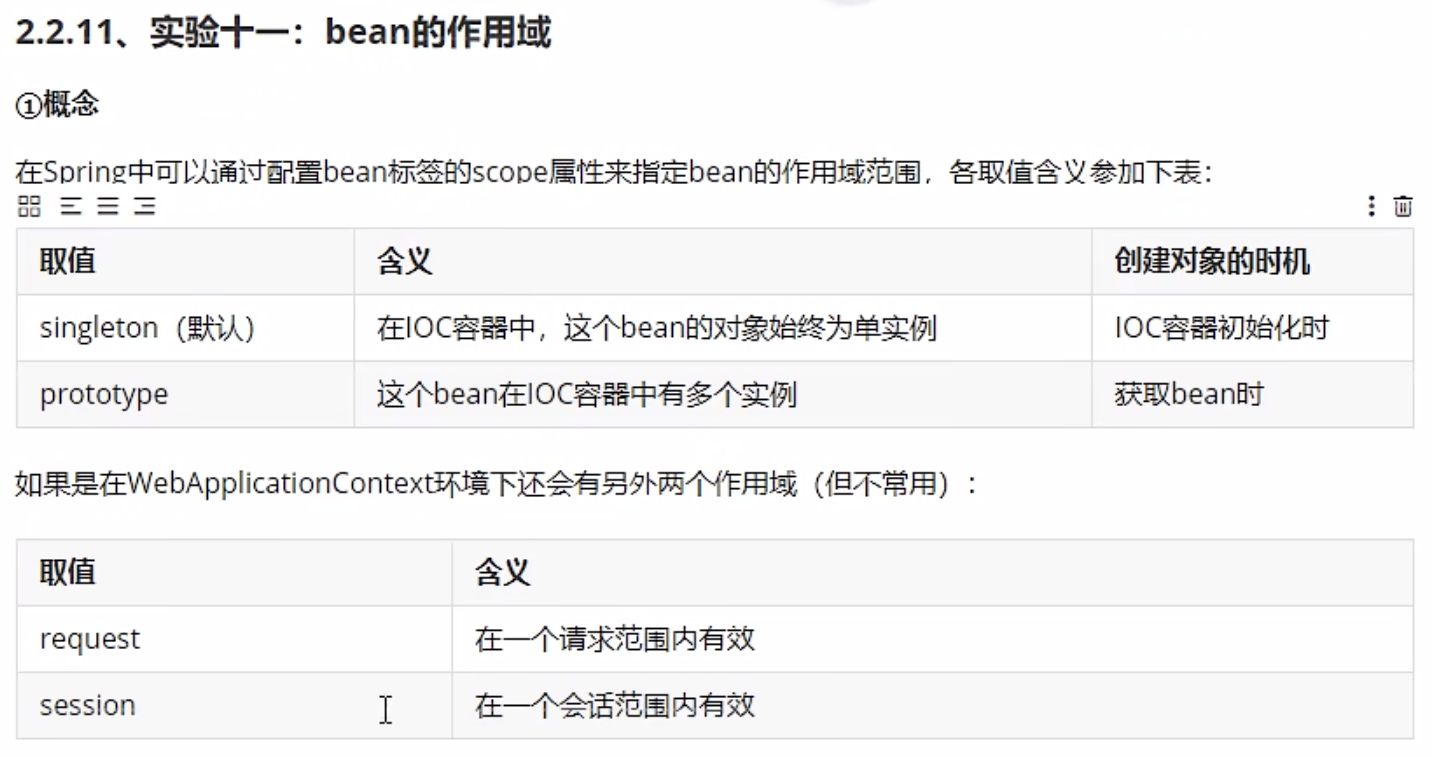 2.2.11、实验十一：bean的作用域
①概念
在Spring中可以通过配置bean标签的scope属性来指定bean的作用域范围，各取值含义参加下表：
取值 含义 创建对象的时机
singleton（默认） 在IOC容器中，这个bean的对象始终为单实例 IOC容器初始化时
prototype 这个bean在IOC容器中有多个实例 获取bean时
如果是在WebApplicationContext环境下还会有另外两个作用域（但不常用）：
取值 含义
request 在一个请求范围内有效
session 在一个会话范围内有效